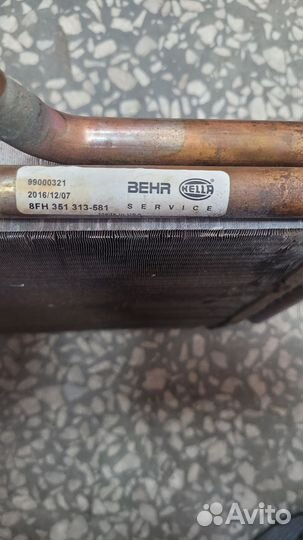 99000321
2016/12/07
8FH 351 313-581
BEHR HELLA
SERVICE
Avito